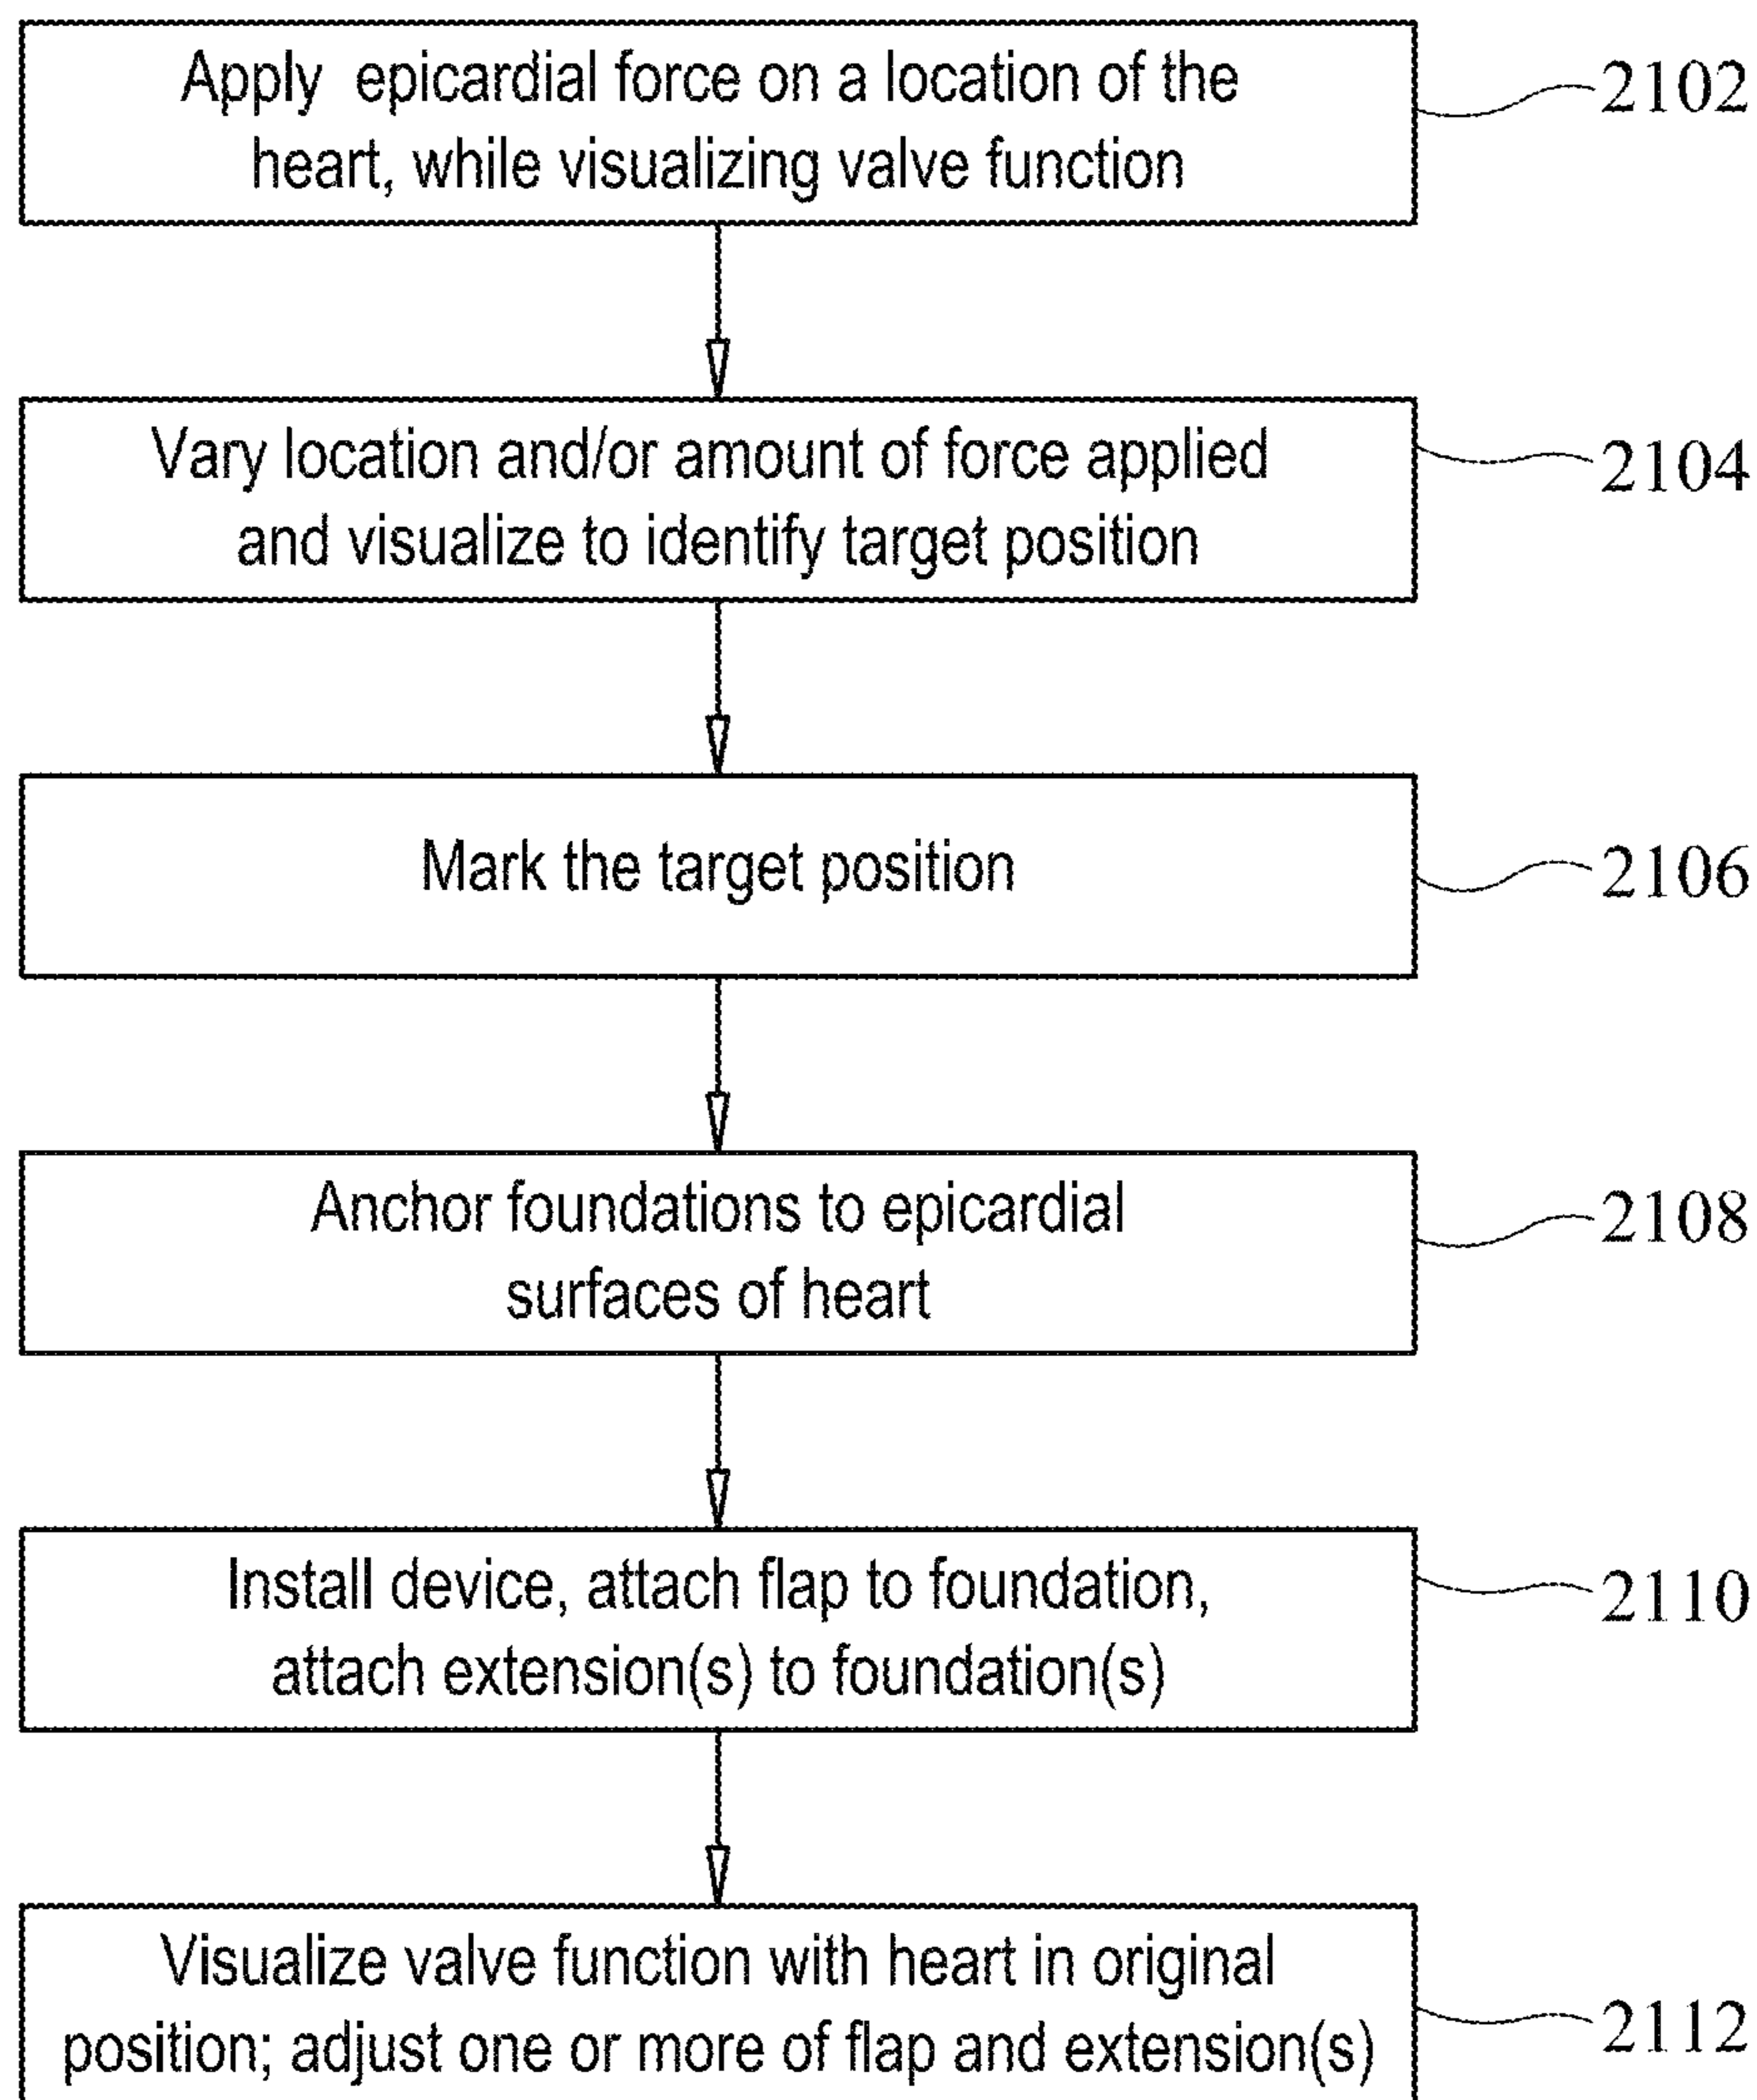 Apply epicardial force on a location of the
heart, while visualizing valve function
2102
Vary location and/or amount of force applied
and visualize to identify target position
2104
Mark the target position
2106
Anchor foundations to epicardial
surfaces of heart
2108
Install device, attach flap to foundation,
attach extension(s) to foundation(s)
2110
Visualize valve function with heart in original
position; adjust one or more of flap and extension(s)
2112